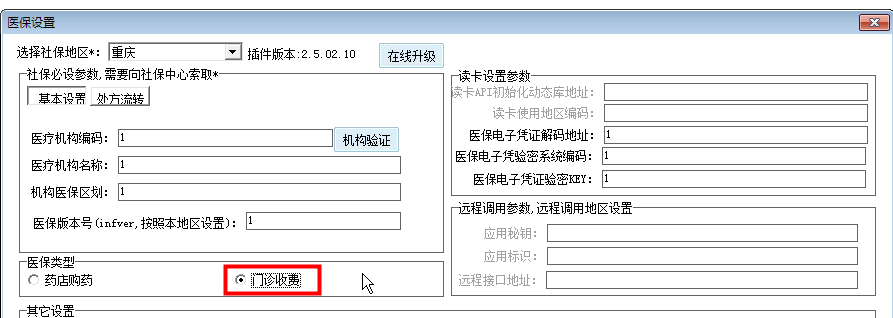 医保设置
选择社保地区*: 重庆 插件版本:2.5.02.10 在线升级
社保必设参数,需要向社保中心索取*
基本设置 处方流转
医疗机构编码: 1 机构验证
医疗机构名称: 1
机构医保区划: 1
医保版本号(infver,按照本地区设置): 1
医保类型
药店购药 门诊收费
读卡设置参数
读卡API初始化动态库地址:
读卡使用地区编码:
医保电子凭证解码地址: 1
医保电子凭证验密系统编码: 1
医保电子凭证验密KEY: 1
远程调用参数,远程调用地区设置
应用秘钥:
应用标识:
远程接口地址:
其它设置